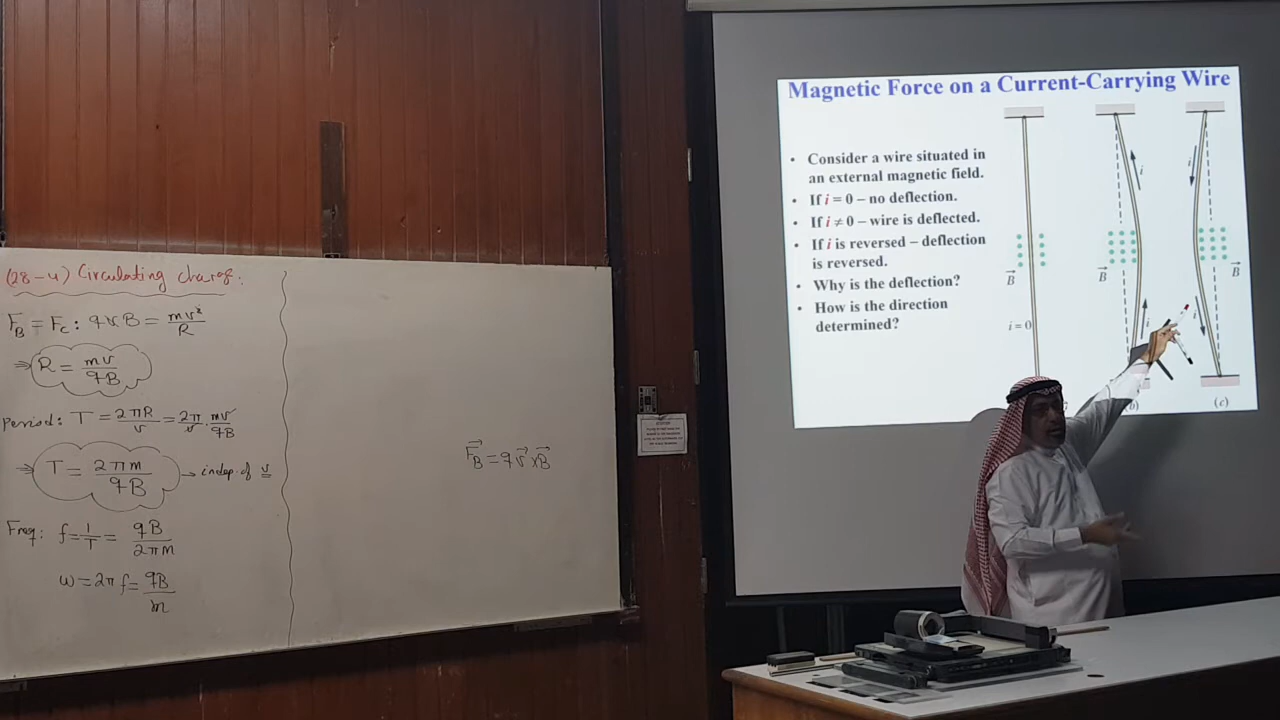 (28-4) Circulating charge:
F_B = F_c : qvB = mv²/R
⇒ R = mv/qB
Period: T = 2πR/v = 2π/v · mv/qB
⇒ T = 2πm/qB → indep. of v
Freq: f = 1/T = qB/2πm
ω = 2πf = qB/m
F⃗_B = q v⃗ × B⃗
Magnetic Force on a Current-Carrying Wire
• Consider a wire situated in
an external magnetic field.
• If i = 0 – no deflection.
• If i ≠ 0 – wire is deflected.
• If i is reversed – deflection
is reversed.
• Why is the deflection?
• How is the direction
determined?
B⃗
i = 0
i
B⃗
i
(b)
i
B⃗
i
(c)